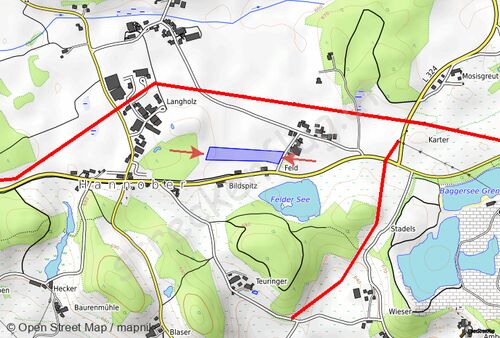 L 324
Mosisgreut
Langholz
Karter
Feld
Hannober
Bildspitz
Felder See
Baggersee Gren
Stadels
Teuringer
Hecker
Baurenmühle
Wieser
Blaser
© Open Street Map / mapnik